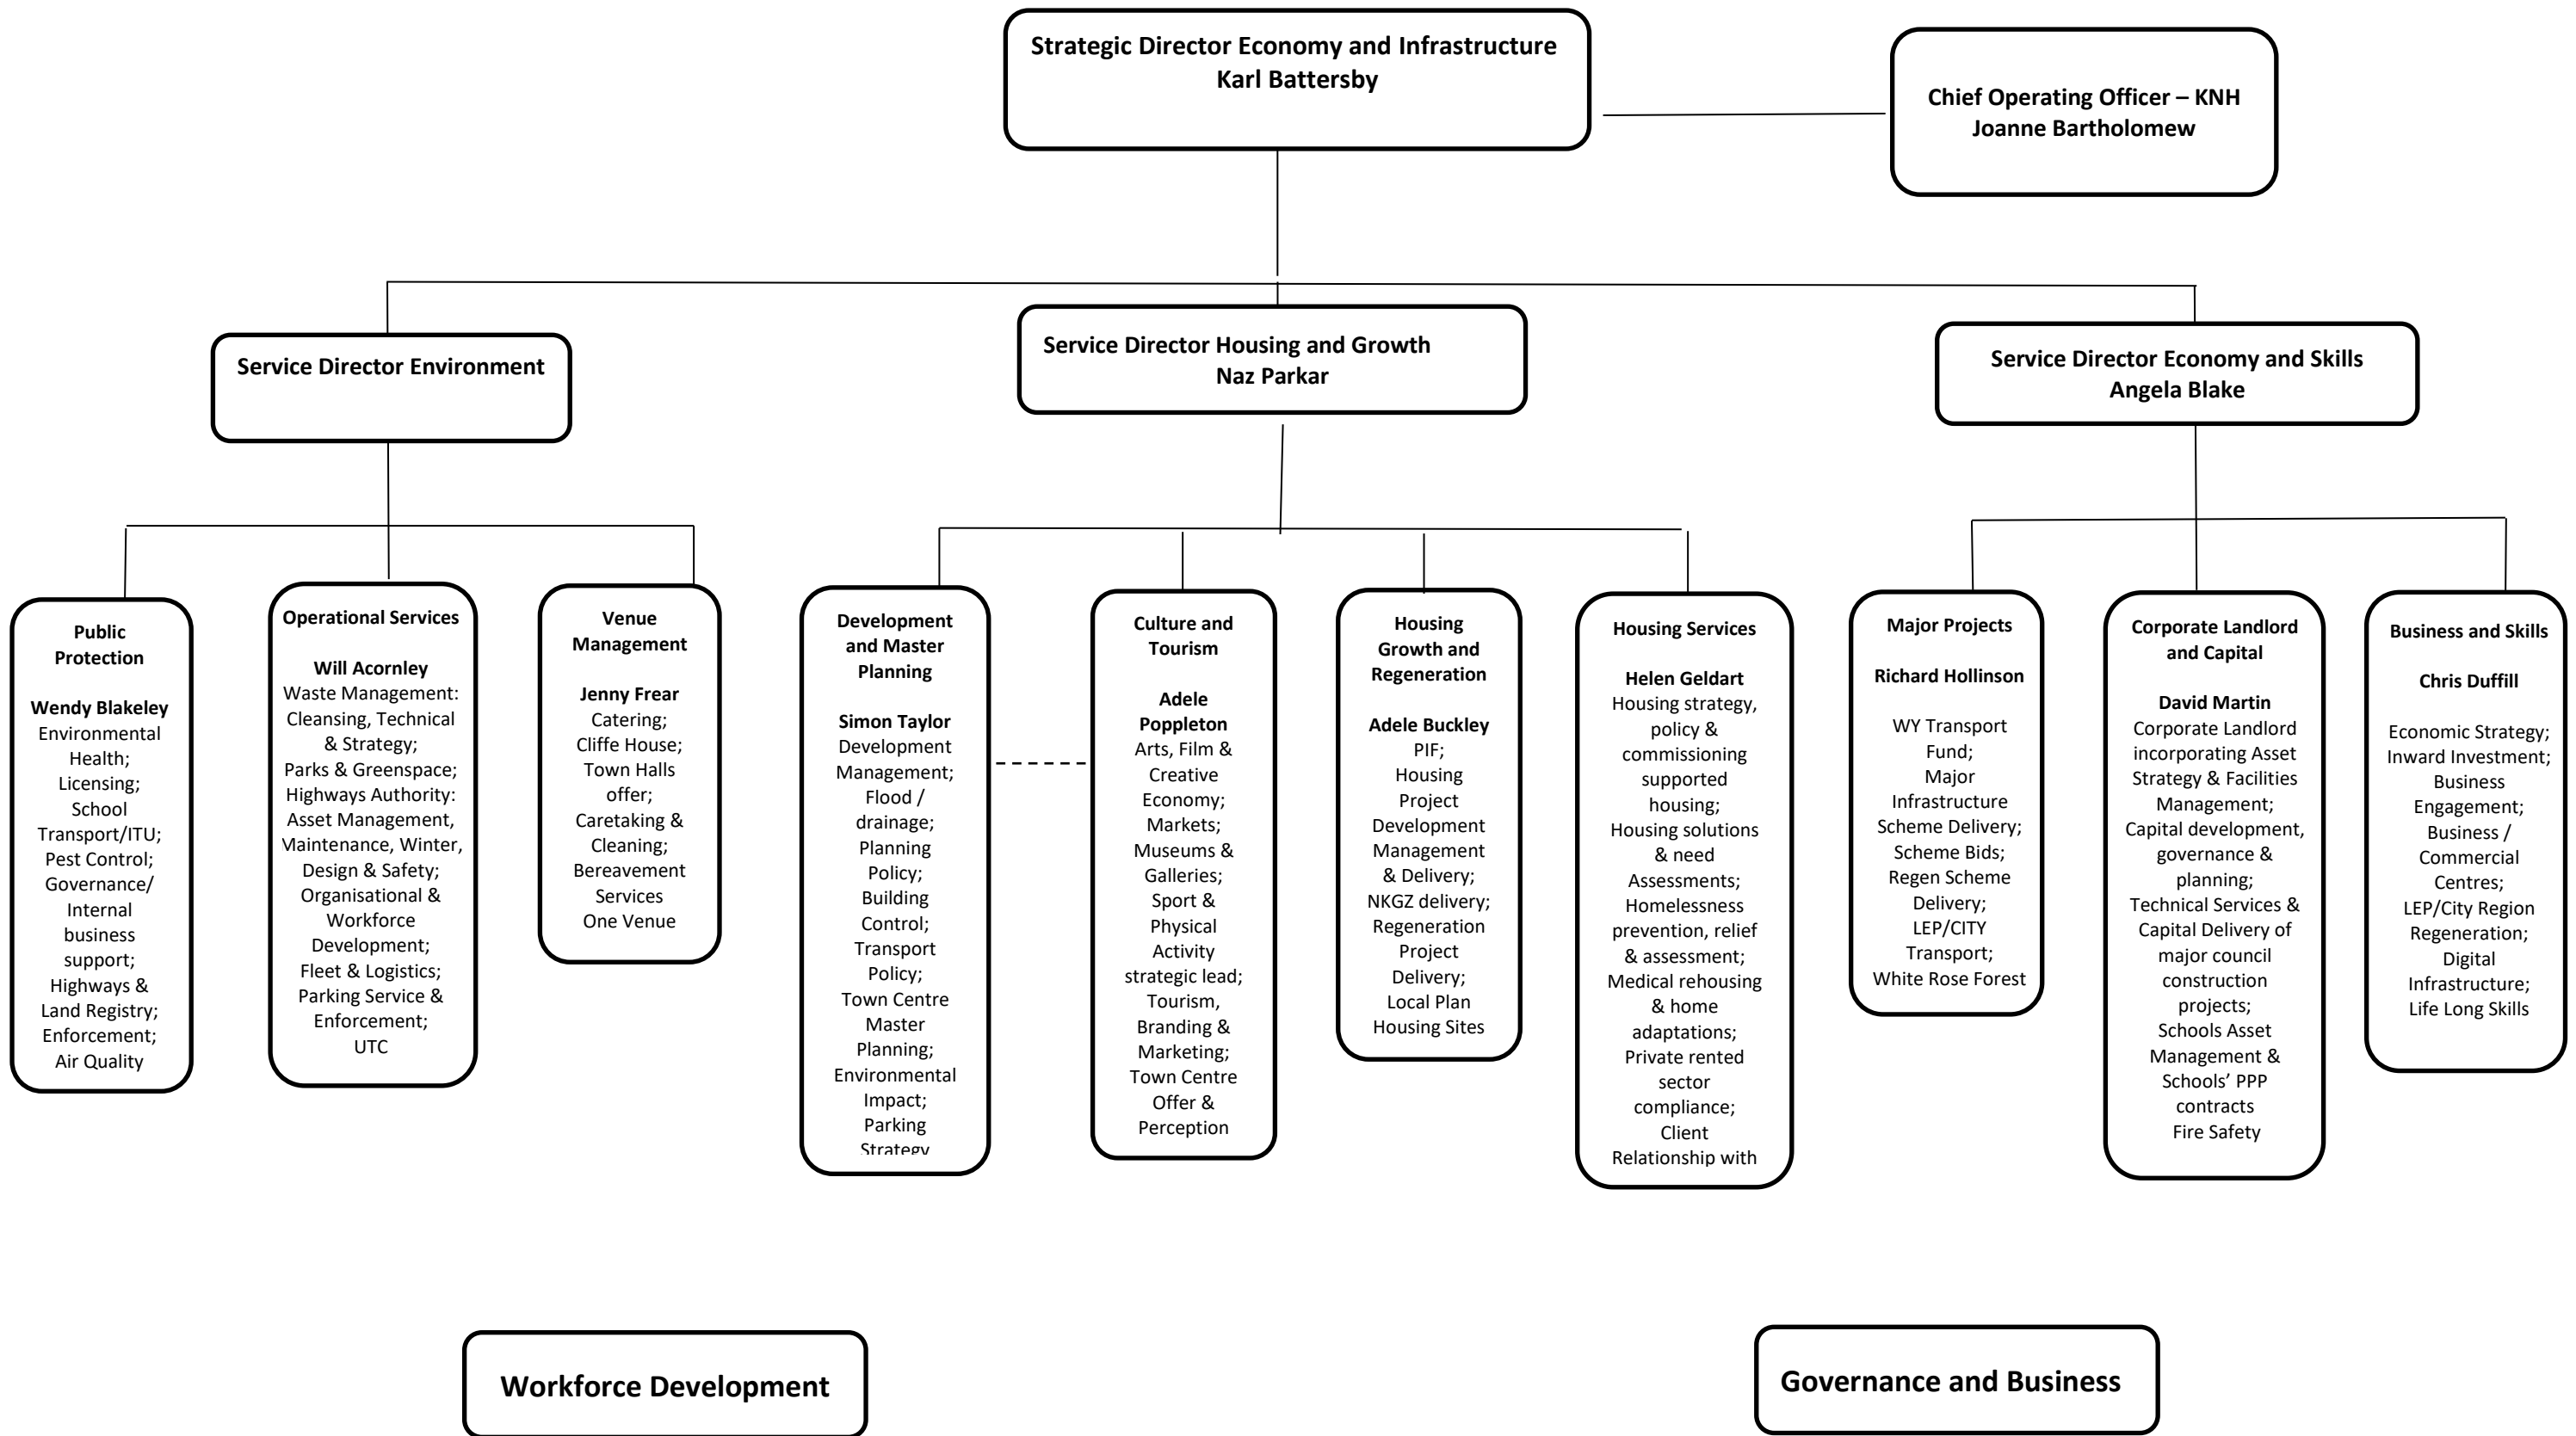 Strategic Director Economy and Infrastructure
Karl Battersby
Chief Operating Officer – KNH
Joanne Bartholomew
Service Director Environment
Service Director Housing and Growth
Naz Parkar
Service Director Economy and Skills
Angela Blake
Public
Protection
Wendy Blakeley
Environmental
Health;
Licensing;
School
Transport/ITU;
Pest Control;
Governance/
Internal
business
support;
Highways &
Land Registry;
Enforcement;
Air Quality
Operational Services
Will Acornley
Waste Management:
Cleansing, Technical
& Strategy;
Parks & Greenspace;
Highways Authority:
Asset Management,
Maintenance, Winter,
Design & Safety;
Organisational &
Workforce
Development;
Fleet & Logistics;
Parking Service &
Enforcement;
UTC
Venue
Management
Jenny Frear
Catering;
Cliffe House;
Town Halls
offer;
Caretaking &
Cleaning;
Bereavement
Services
One Venue
Development
and Master
Planning
Simon Taylor
Development
Management;
Flood /
drainage;
Planning
Policy;
Building
Control;
Transport
Policy;
Town Centre
Master
Planning;
Environmental
Impact;
Parking
Strategy
Culture and
Tourism
Adele
Poppleton
Arts, Film &
Creative
Economy;
Markets;
Museums &
Galleries;
Sport &
Physical
Activity
strategic lead;
Tourism,
Branding &
Marketing;
Town Centre
Offer &
Perception
Housing
Growth and
Regeneration
Adele Buckley
PIF;
Housing
Project
Development
Management
& Delivery;
NKGZ delivery;
Regeneration
Project
Delivery;
Local Plan
Housing Sites
Housing Services
Helen Geldart
Housing strategy,
policy &
commissioning
supported
housing;
Housing solutions
& need
Assessments;
Homelessness
prevention, relief
& assessment;
Medical rehousing
& home
adaptations;
Private rented
sector
compliance;
Client
Relationship with
Major Projects
Richard Hollinson
WY Transport
Fund;
Major
Infrastructure
Scheme Delivery;
Scheme Bids;
Regen Scheme
Delivery;
LEP/CITY
Transport;
White Rose Forest
Corporate Landlord
and Capital
David Martin
Corporate Landlord
incorporating Asset
Strategy & Facilities
Management;
Capital development,
governance &
planning;
Technical Services &
Capital Delivery of
major council
construction
projects;
Schools Asset
Management &
Schools’ PPP
contracts
Fire Safety
Business and Skills
Chris Duffill
Economic Strategy;
Inward Investment;
Business
Engagement;
Business /
Commercial
Centres;
LEP/City Region
Regeneration;
Digital
Infrastructure;
Life Long Skills
Workforce Development
Governance and Business